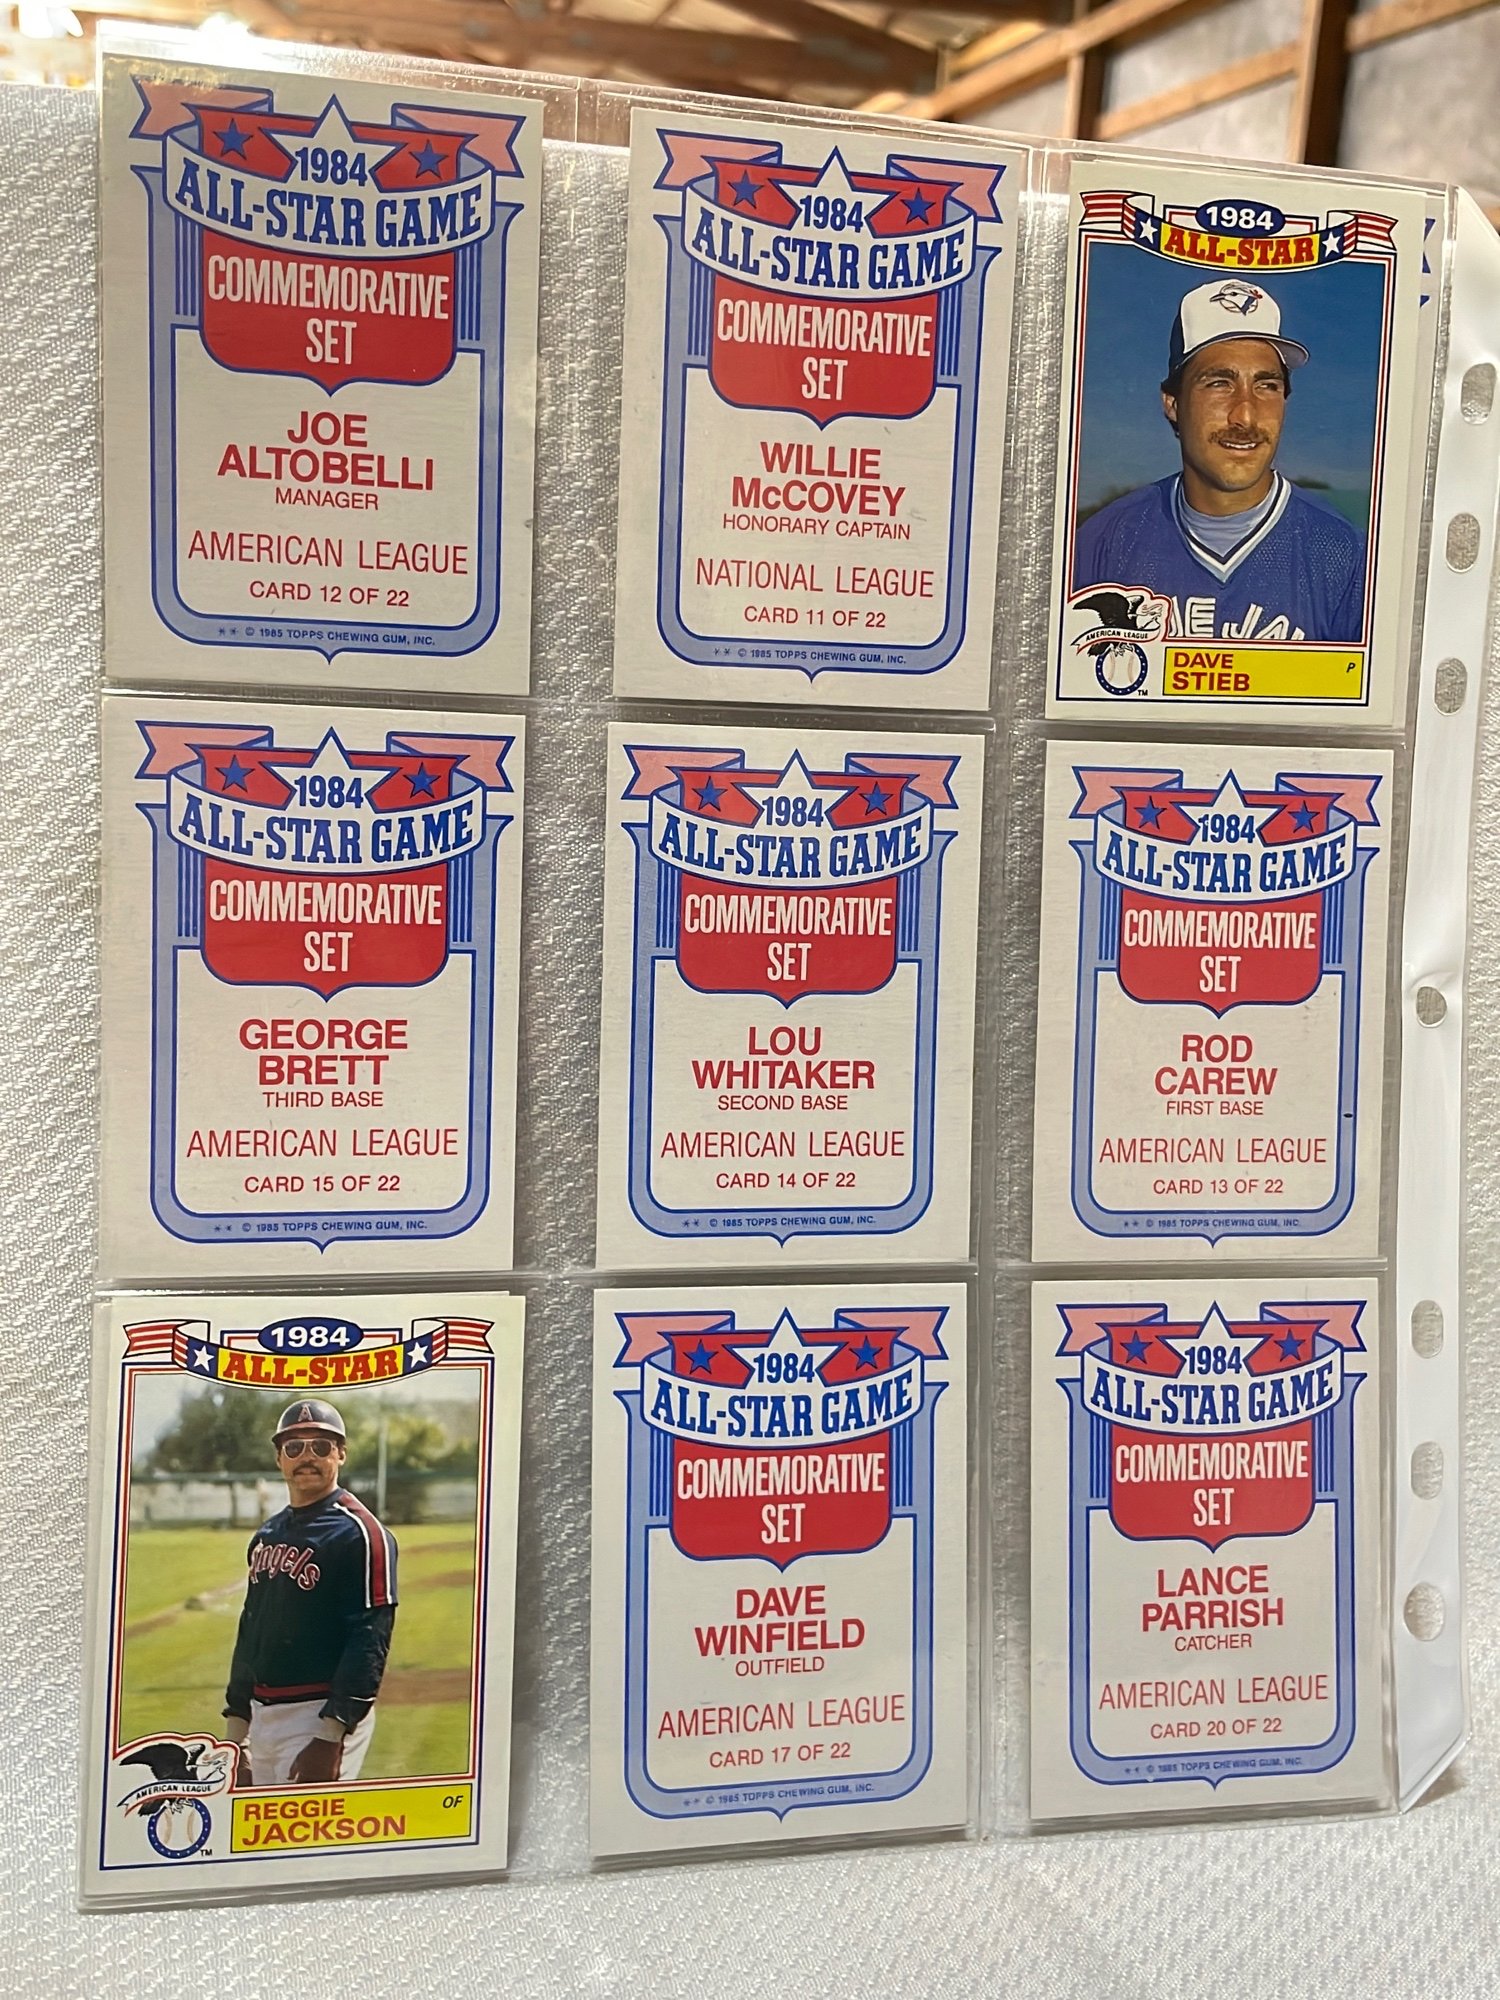 1984
ALL-STAR GAME
COMMEMORATIVE
SET
JOE
ALTOBELLI
MANAGER
AMERICAN LEAGUE
CARD 12 OF 22
** © 1985 TOPPS CHEWING GUM, INC.
1984
ALL-STAR GAME
COMMEMORATIVE
SET
WILLIE
McCOVEY
HONORARY CAPTAIN
NATIONAL LEAGUE
CARD 11 OF 22
** © 1985 TOPPS CHEWING GUM, INC.
1984
ALL-STAR
UE JA
AMERICAN LEAGUE
TM
DAVE
STIEB
P
1984
ALL-STAR GAME
COMMEMORATIVE
SET
GEORGE
BRETT
THIRD BASE
AMERICAN LEAGUE
CARD 15 OF 22
** © 1985 TOPPS CHEWING GUM, INC.
1984
ALL-STAR GAME
COMMEMORATIVE
SET
LOU
WHITAKER
SECOND BASE
AMERICAN LEAGUE
CARD 14 OF 22
** © 1985 TOPPS CHEWING GUM, INC.
1984
ALL-STAR GAME
COMMEMORATIVE
SET
ROD
CAREW
FIRST BASE
AMERICAN LEAGUE
CARD 13 OF 22
** © 1985 TOPPS CHEWING GUM, INC.
1984
ALL-STAR
A
Angels
AMERICAN LEAGUE
TM
REGGIE
JACKSON
OF
1984
ALL-STAR GAME
COMMEMORATIVE
SET
DAVE
WINFIELD
OUTFIELD
AMERICAN LEAGUE
CARD 17 OF 22
** © 1985 TOPPS CHEWING GUM, INC.
1984
ALL-STAR GAME
COMMEMORATIVE
SET
LANCE
PARRISH
CATCHER
AMERICAN LEAGUE
CARD 20 OF 22
** © 1985 TOPPS CHEWING GUM, INC.